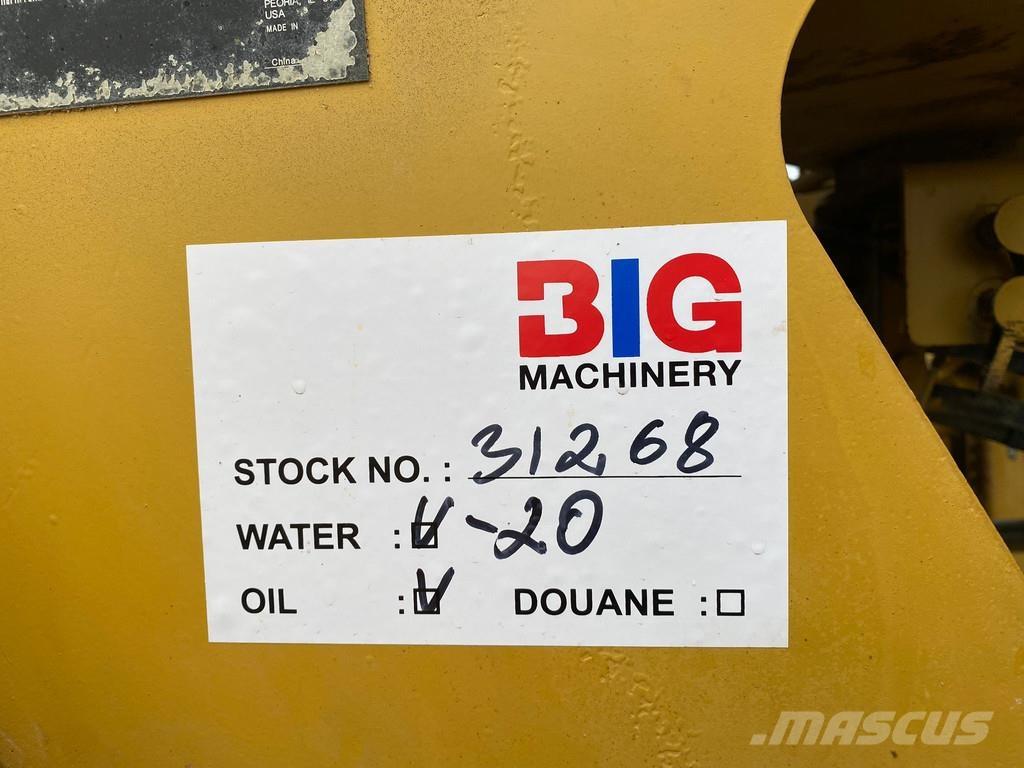 PEORIA, IL
USA
MADE IN
China
BIG
MACHINERY
STOCK NO. : 31268
WATER : V -20
OIL : V DOUANE :
MASCUS